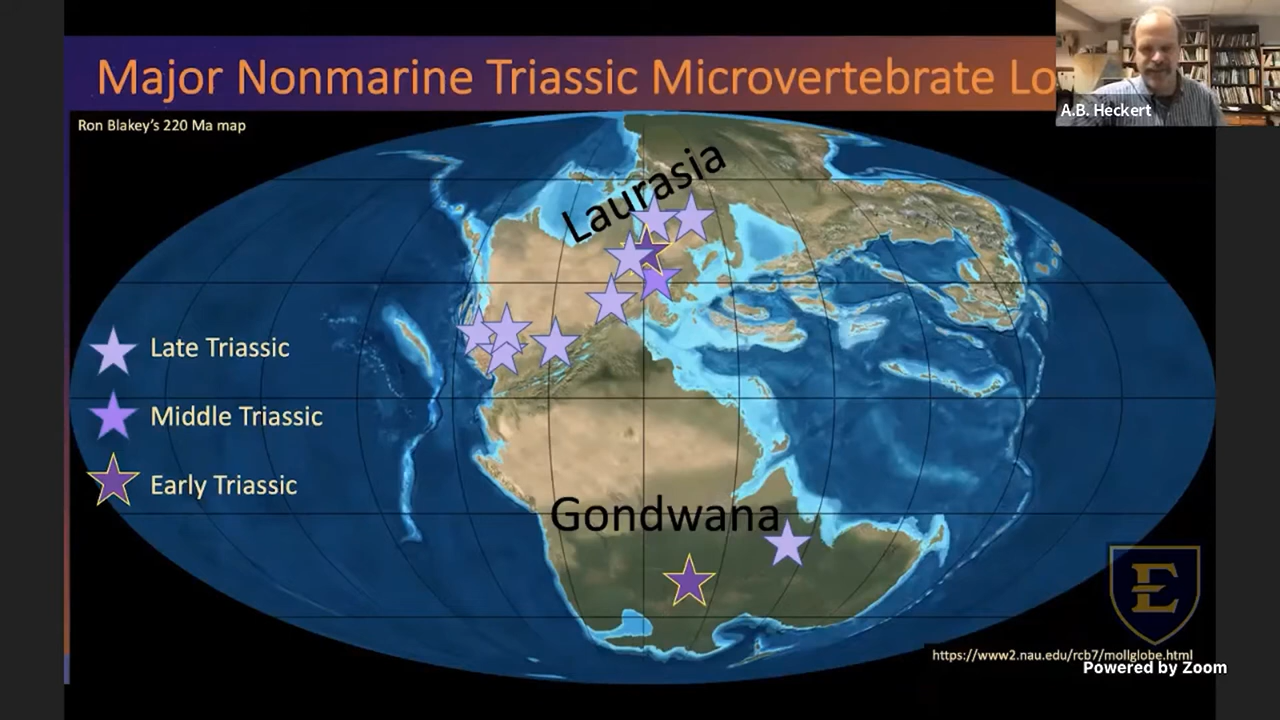 Major Nonmarine Triassic Microvertebrate Lo
A.B. Heckert
Ron Blakey's 220 Ma map
Laurasia
Late Triassic
Middle Triassic
Early Triassic
Gondwana
E
https://www2.nau.edu/rcb7/mollglobe.html
Powered by Zoom